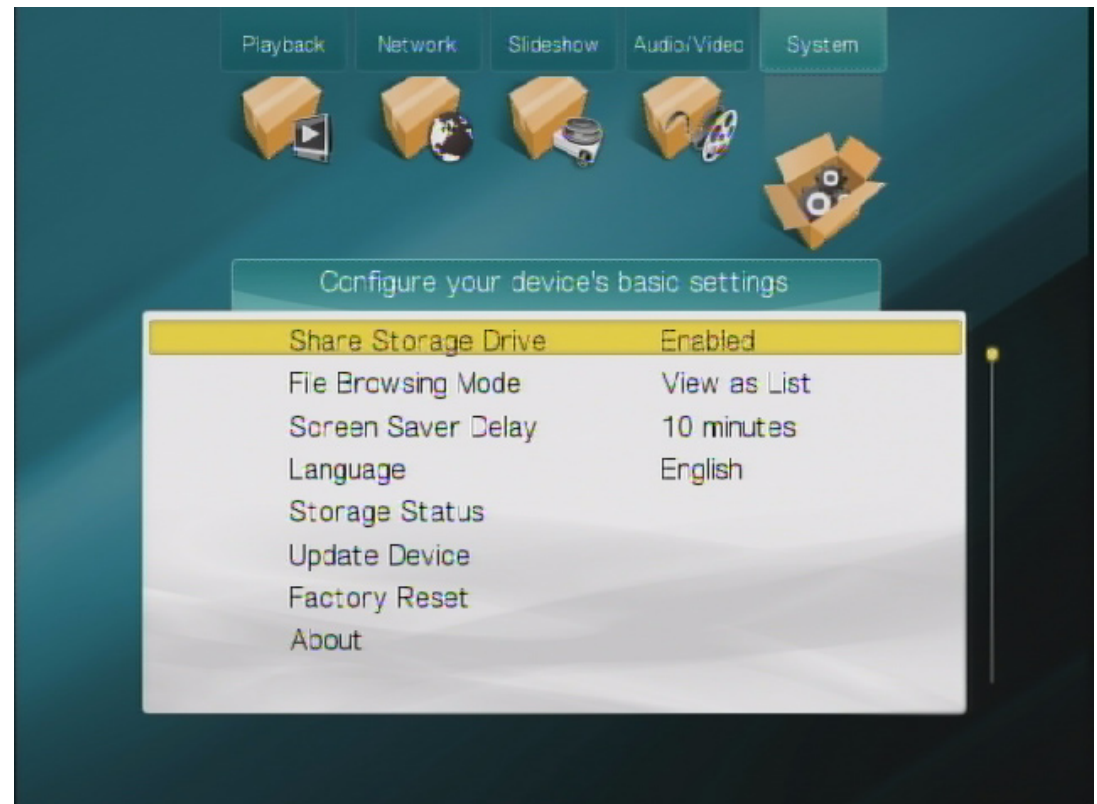 Playback Network Slideshow Audio/Video System
Configure your device's basic settings
Share Storage Drive Enabled
File Browsing Mode View as List
Screen Saver Delay 10 minutes
Language English
Storage Status
Update Device
Factory Reset
About